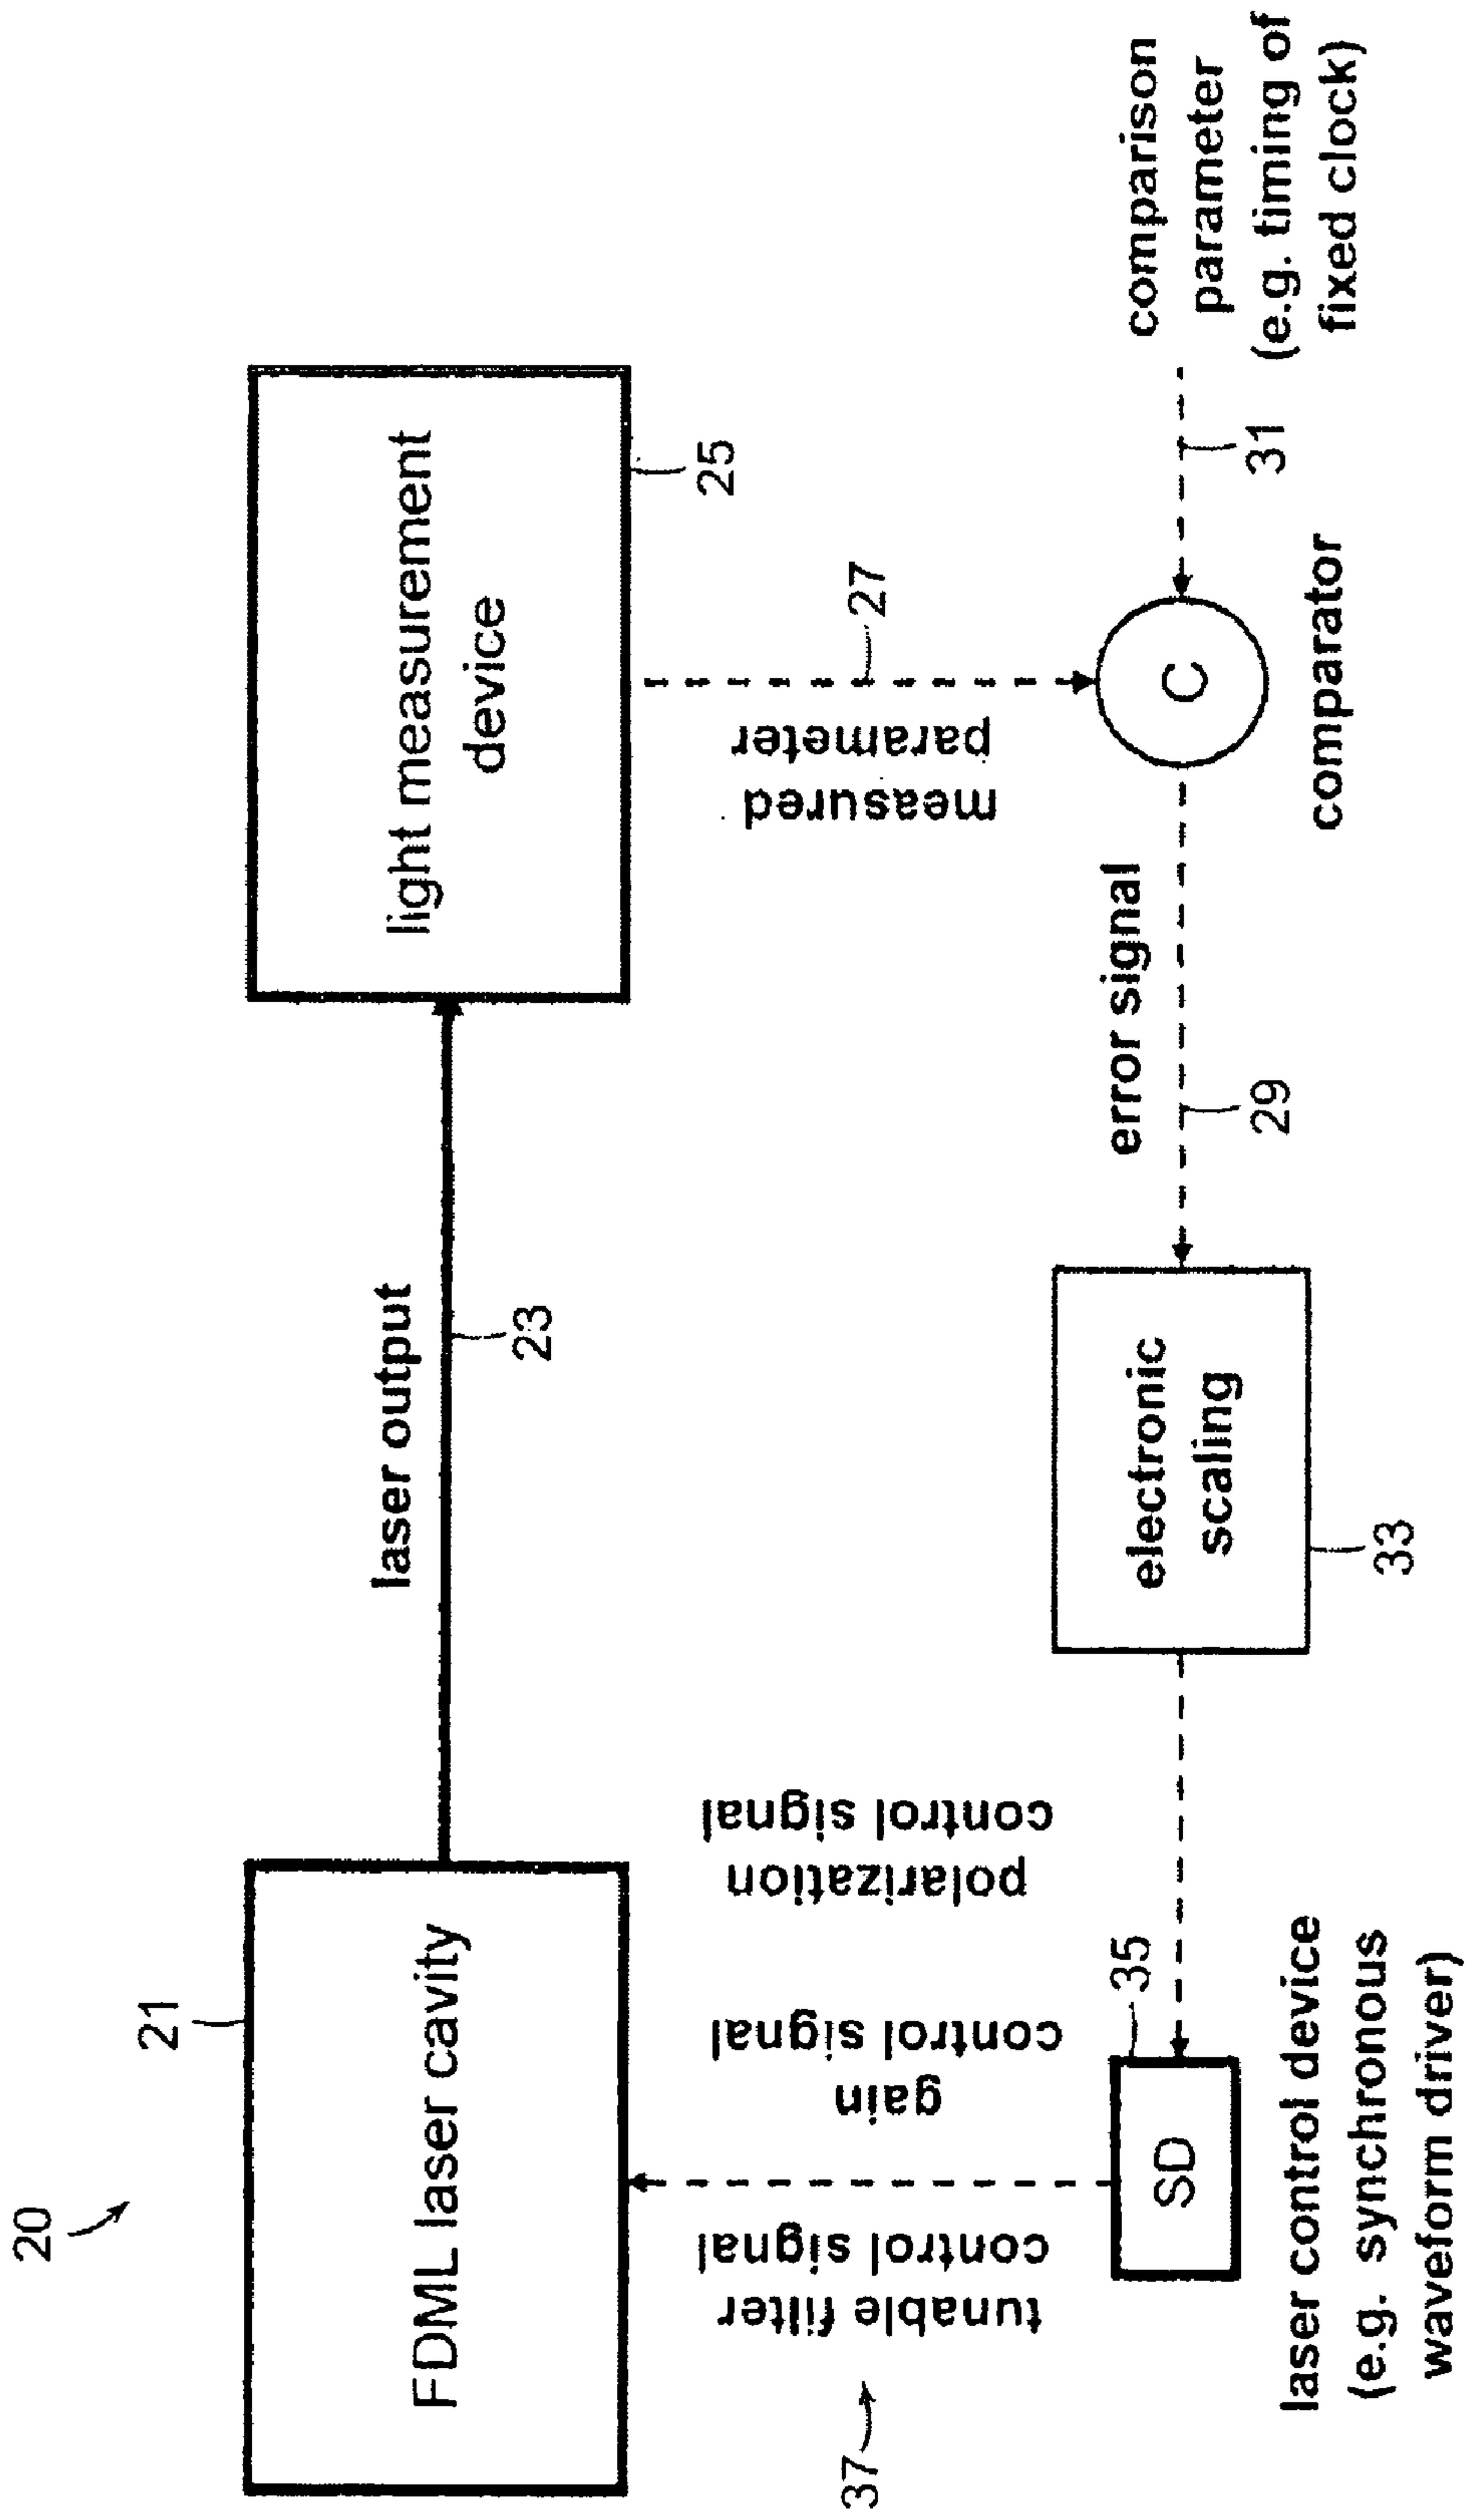 20
21
FDML laser cavity
laser output
23
light measurement
device
25
measured
parameter
27
comparison
parameter
(e.g. timing of
fixed clock)
31
C
comparator
error signal
29
electronic
scaling
33
35
SD
laser control device
(e.g. synchronous
waveform driver)
37
tunable filter
control signal
gain
control signal
polarization
control signal